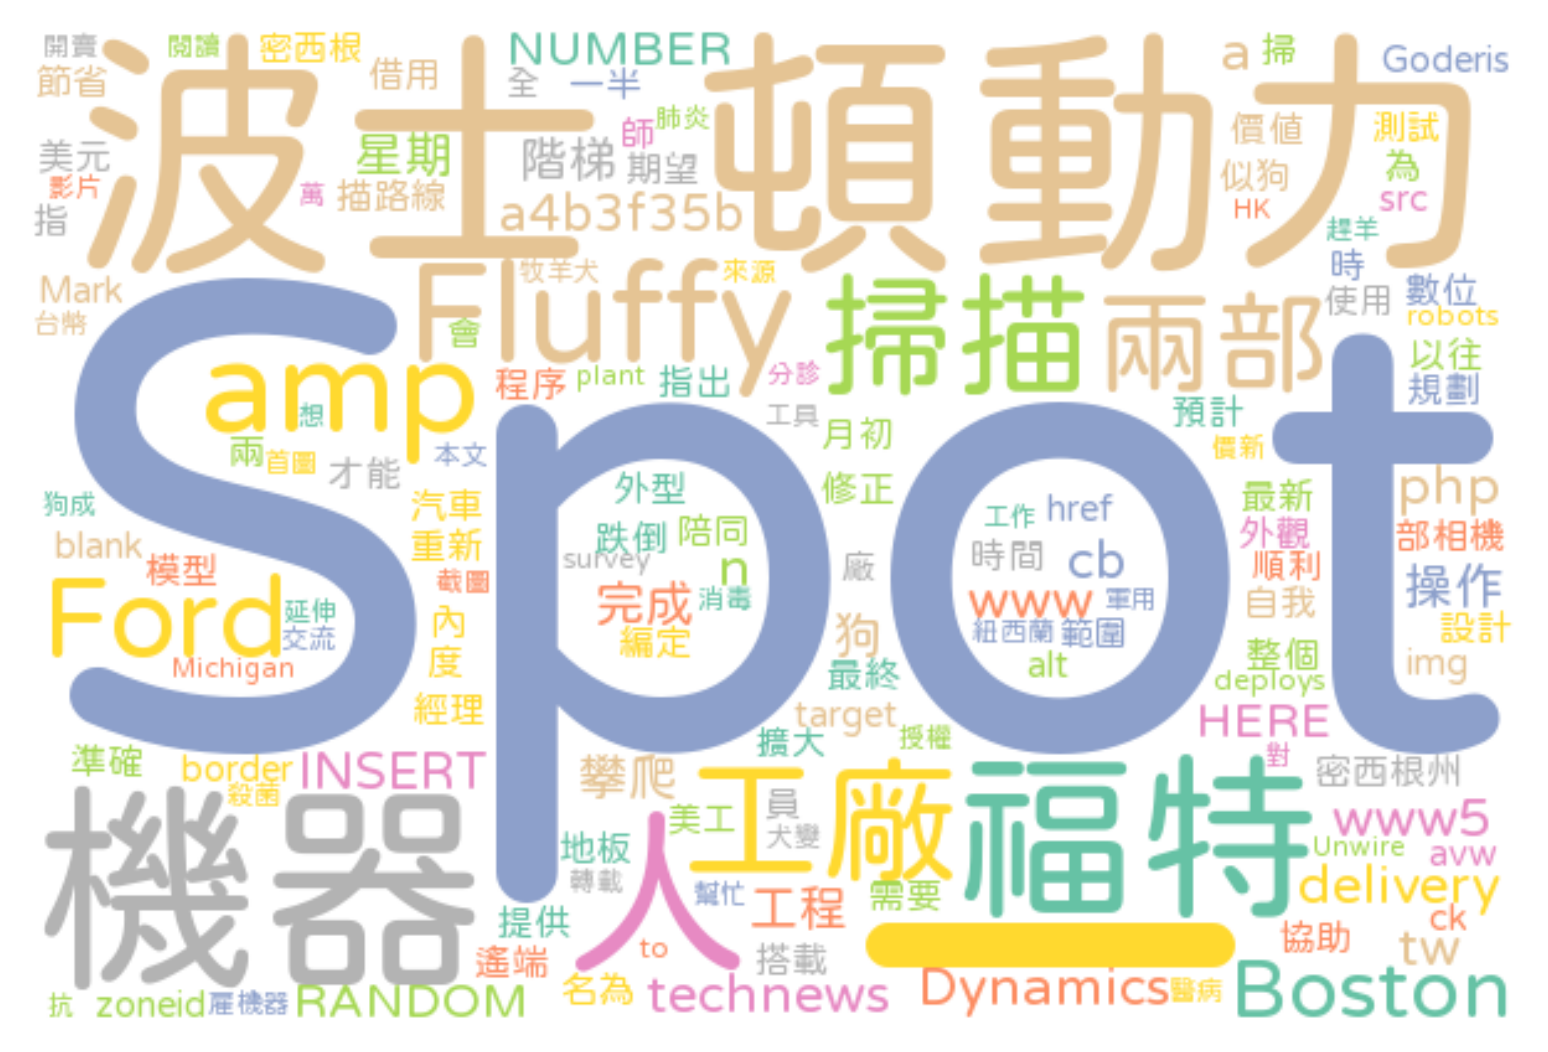 開賣 閱讀 密西根 NUMBER a 掃 Goderis
節省 借用 全 一半
波士頓動力
美元 星期 階梯 師 肺炎 期望 價值 測試
影片 萬 描路線 似狗 為
指 a4b3f35b HK src
趕羊
Mark Fluffy 牧羊犬 來源 掃描 兩部 時 數位
台幣 會 使用 robots
amp 程序 plant 指出 分診 以往
想 工具 預計 規劃
兩 首圖 才能 本文 月初 價新
Spot
狗成 汽車 外型 修正 工作 href 最新 php
blank 重新 跌倒 陪同 時間 cb 外觀 部相機
模型 截圖 survey n 廠 順利
Ford 延伸 完成 消毒 www 軍用 自我 操作
交流 內 編定 狗 紐西蘭 範圍 設計
Michigan 度 最終 alt 整個 img
經理 target deploys
HERE
準確 border INSERT 擴大 授權 對
殺菌 攀爬 工廠 福特 密西根州
機器 人 美工 員 www5
地板 犬變 Unwire avw
轉載 幫忙 工程 需要 delivery
提供 ck
遙端 to 搭載 協助 tw
抗 zoneid 雇機器 RANDOM 名為 technews Dynamics 醫病 Boston